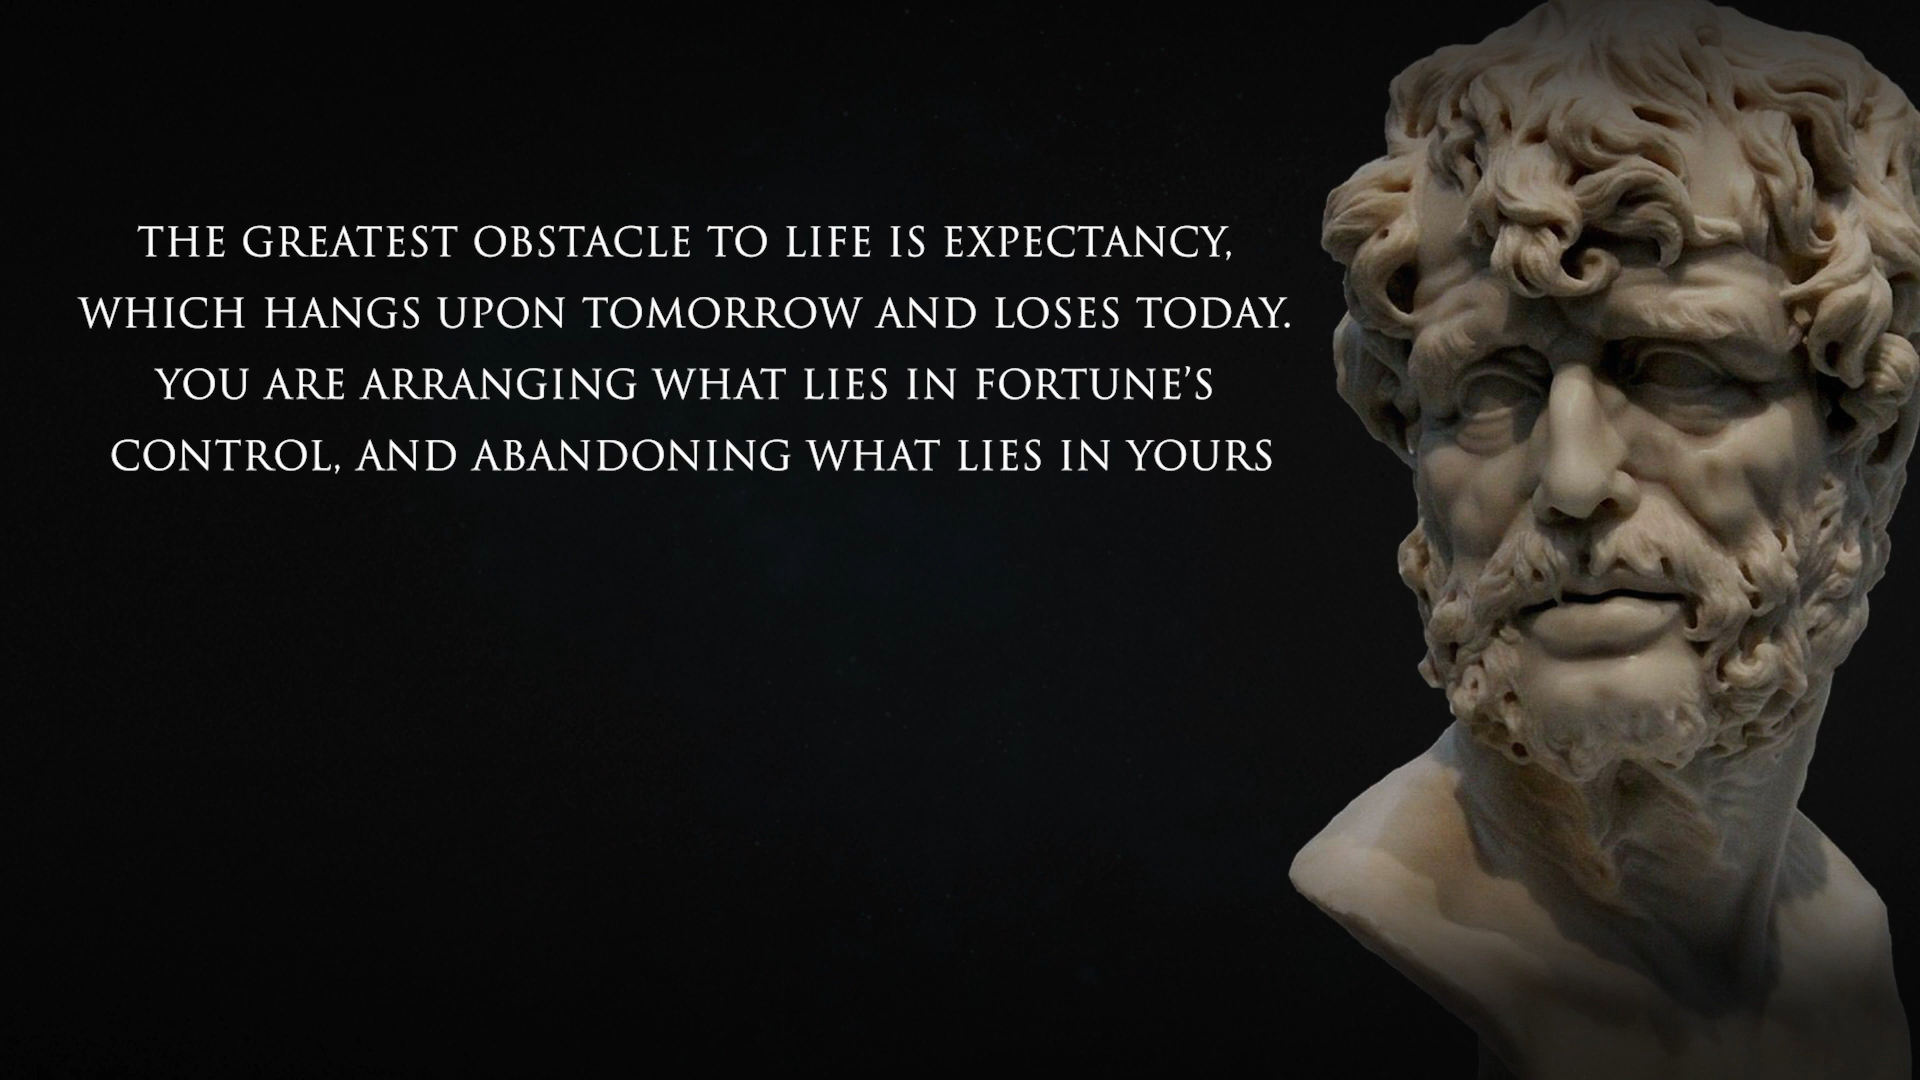 THE GREATEST OBSTACLE TO LIFE IS EXPECTANCY,
WHICH HANGS UPON TOMORROW AND LOSES TODAY.
YOU ARE ARRANGING WHAT LIES IN FORTUNE’S
CONTROL, AND ABANDONING WHAT LIES IN YOURS